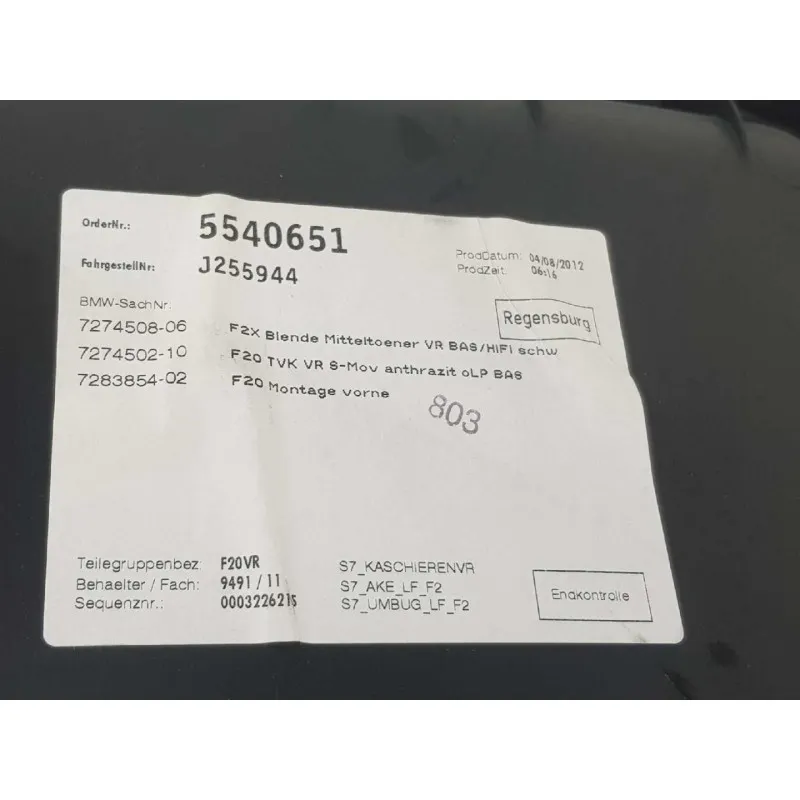 OrderNr.: 5540651
ProdDatum: 04/08/2012
FahrgestellNr: J255944
ProdZeit: 06:16
BMW-SachNr.
Regensburg
7274508-06 F2X Blende Mitteltoener VR BAS/HIFI schw
7274502-10 F20 TVK VR S-Mov anthrazit oLP BAS
7283854-02 F20 Montage vorne
803
Teilegruppenbez: F20VR S7_KASCHIERENVR
Behaelter / Fach: 9491 / 11 S7_AKE_LF_F2
Sequenznr.: 0003226215 S7_UMBUG_LF_F2
Endkontrolle